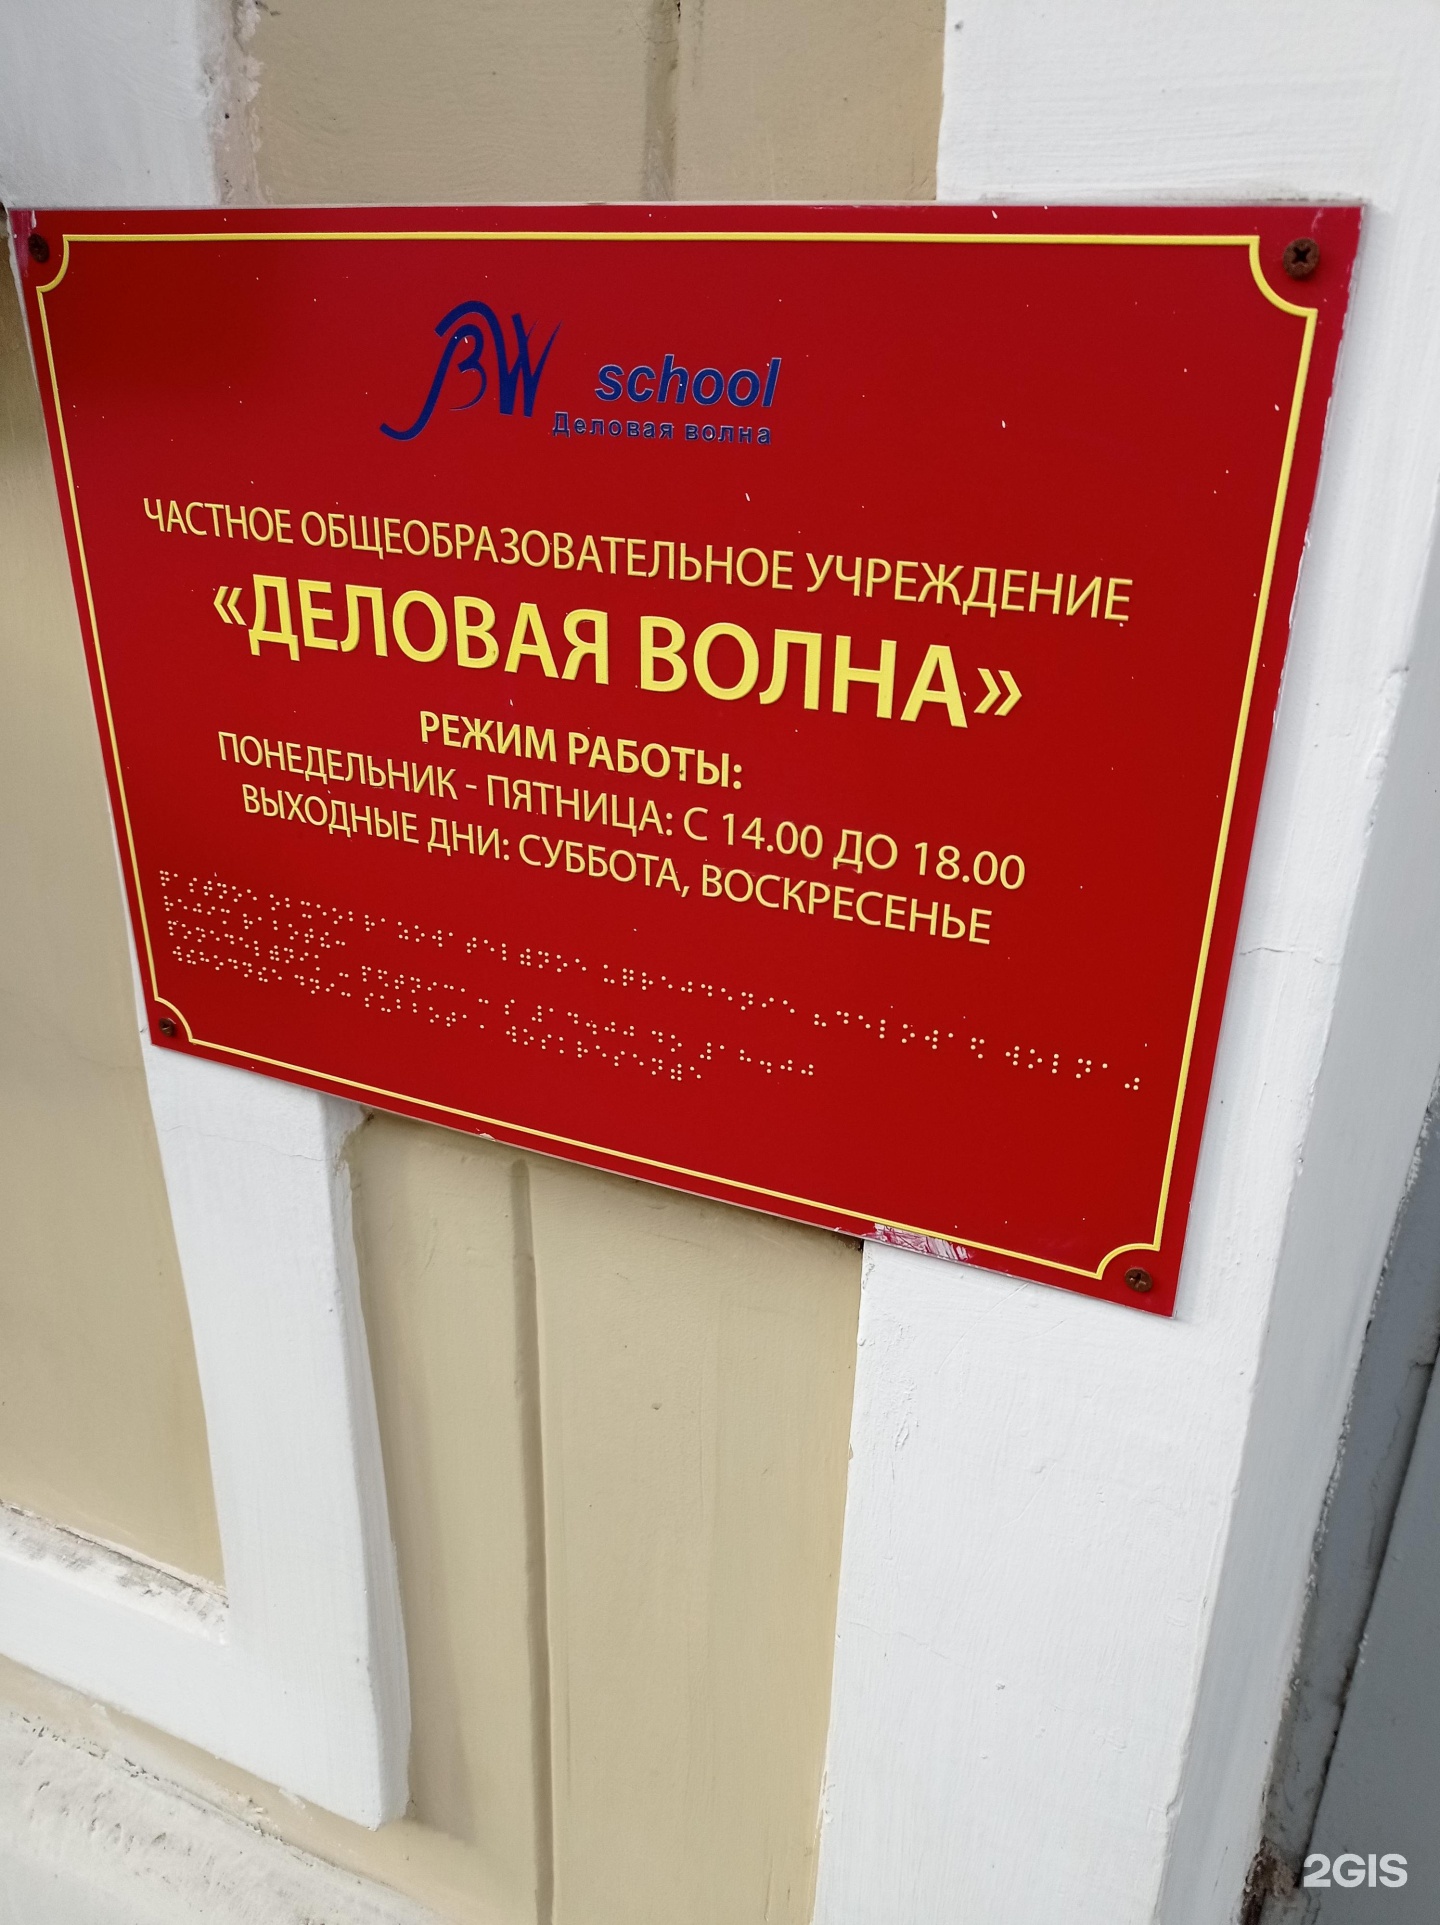 BW school
Деловая волна
ЧАСТНОЕ ОБЩЕОБРАЗОВАТЕЛЬНОЕ УЧРЕЖДЕНИЕ
«ДЕЛОВАЯ ВОЛНА»
РЕЖИМ РАБОТЫ:
ПОНЕДЕЛЬНИК - ПЯТНИЦА: С 14.00 ДО 18.00
ВЫХОДНЫЕ ДНИ: СУББОТА, ВОСКРЕСЕНЬЕ
2GIS